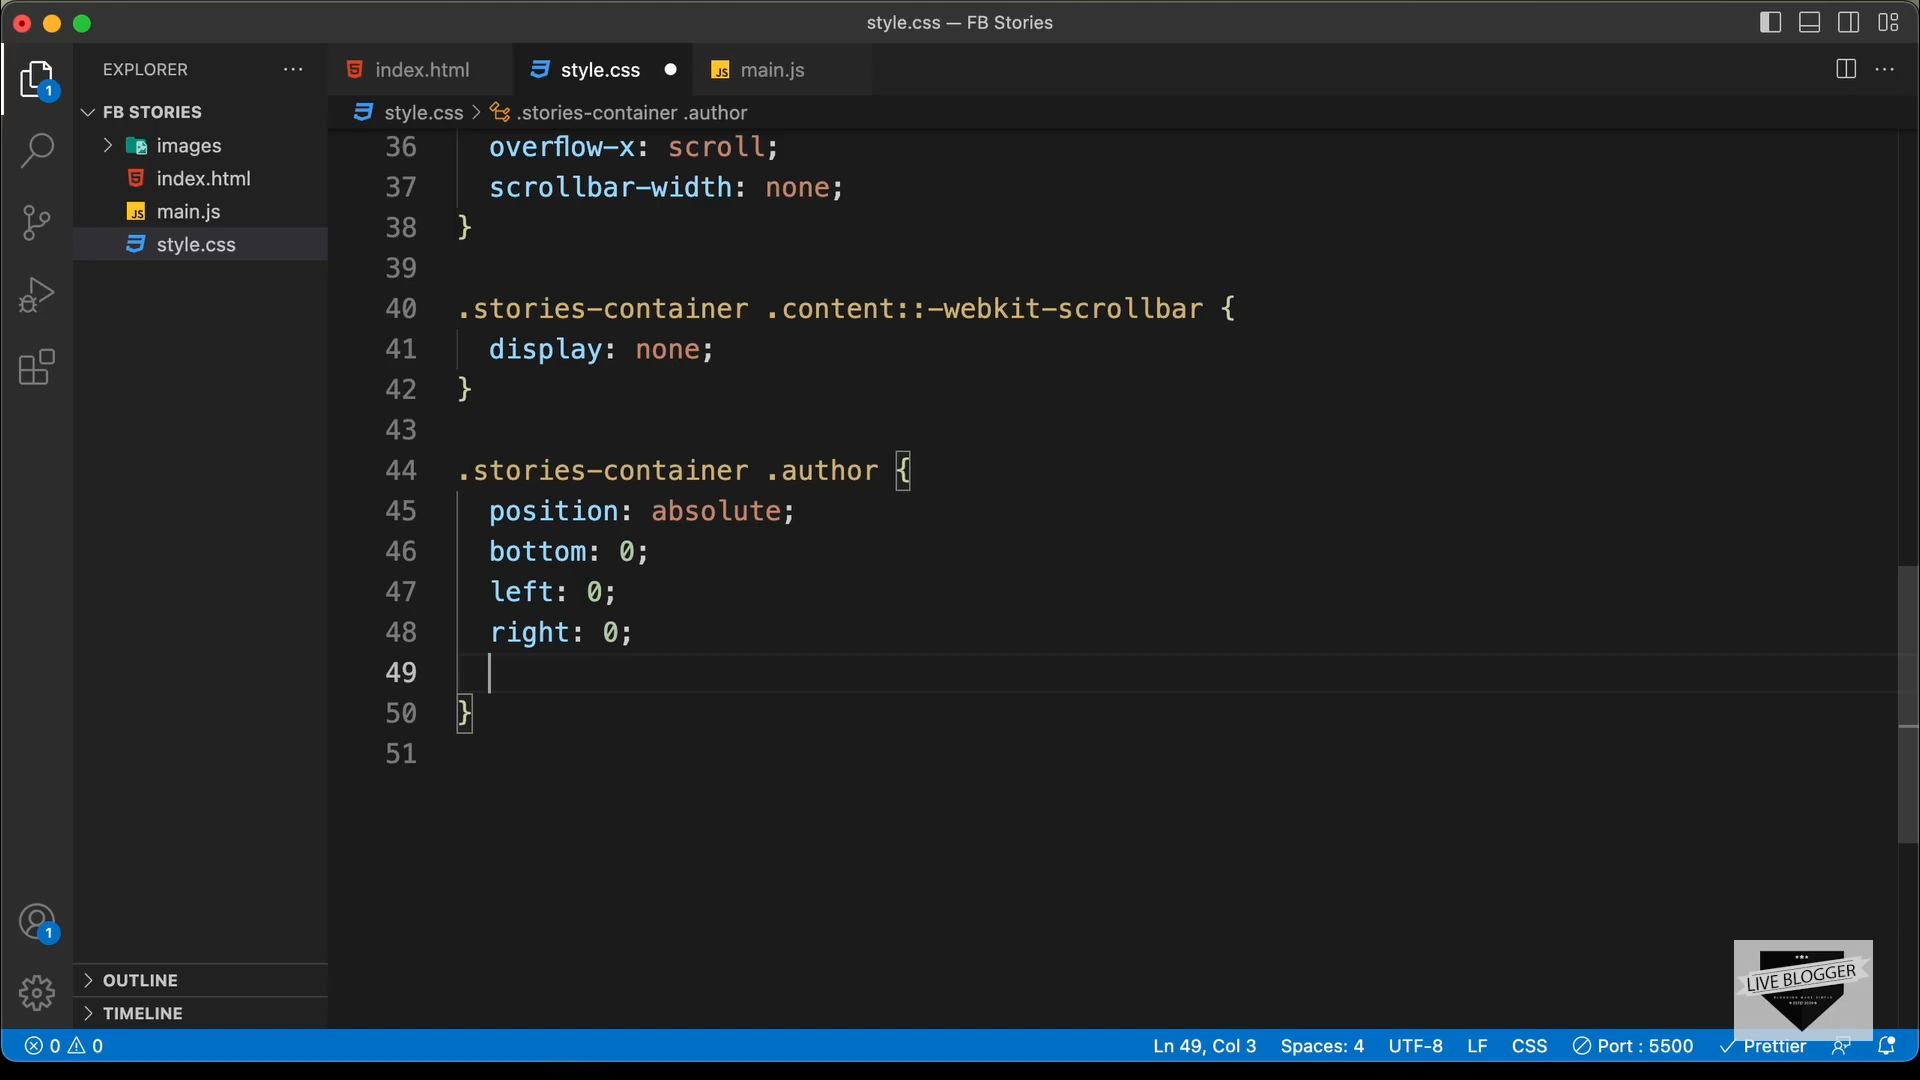 style.css — FB Stories
EXPLORER
index.html
style.css
main.js
FB STORIES
style.css > .stories-container .author
images
index.html
main.js
style.css
36 overflow-x: scroll;
37 scrollbar-width: none;
38 }
39
40 .stories-container .content::-webkit-scrollbar {
41 display: none;
42 }
43
44 .stories-container .author {
45 position: absolute;
46 bottom: 0;
47 left: 0;
48 right: 0;
49
50 }
51
1
1
OUTLINE
TIMELINE
LIVE BLOGGER
0 0 Ln 49, Col 3 Spaces: 4 UTF-8 LF CSS Port : 5500 Prettier